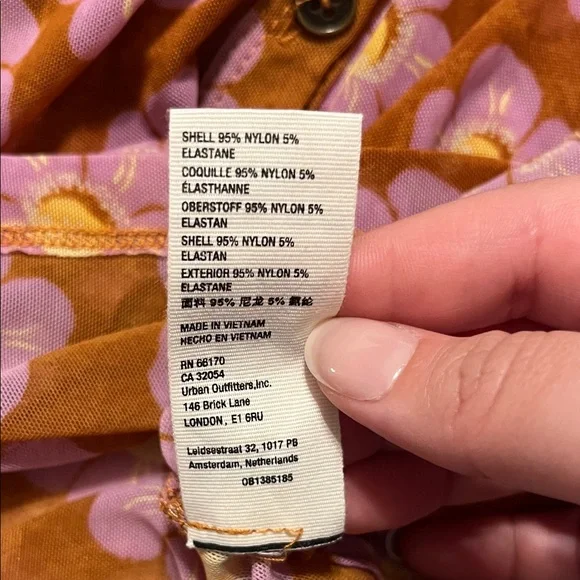 SHELL 95% NYLON 5%
ELASTANE
COQUILLE 95% NYLON 5%
ÉLASTHANNE
OBERSTOFF 95% NYLON 5%
ELASTAN
SHELL 95% NYLON 5%
ELASTAN
EXTERIOR 95% NYLON 5%
ELASTANE
面料 95% 尼龙 5% 氨纶
MADE IN VIETNAM
HECHO EN VIETNAM
RN 66170
CA 32054
Urban Outfitters,Inc.
146 Brick Lane
LONDON, E1 6RU
Leidsestraat 32, 1017 PB
Amsterdam, Netherlands
OB1385185